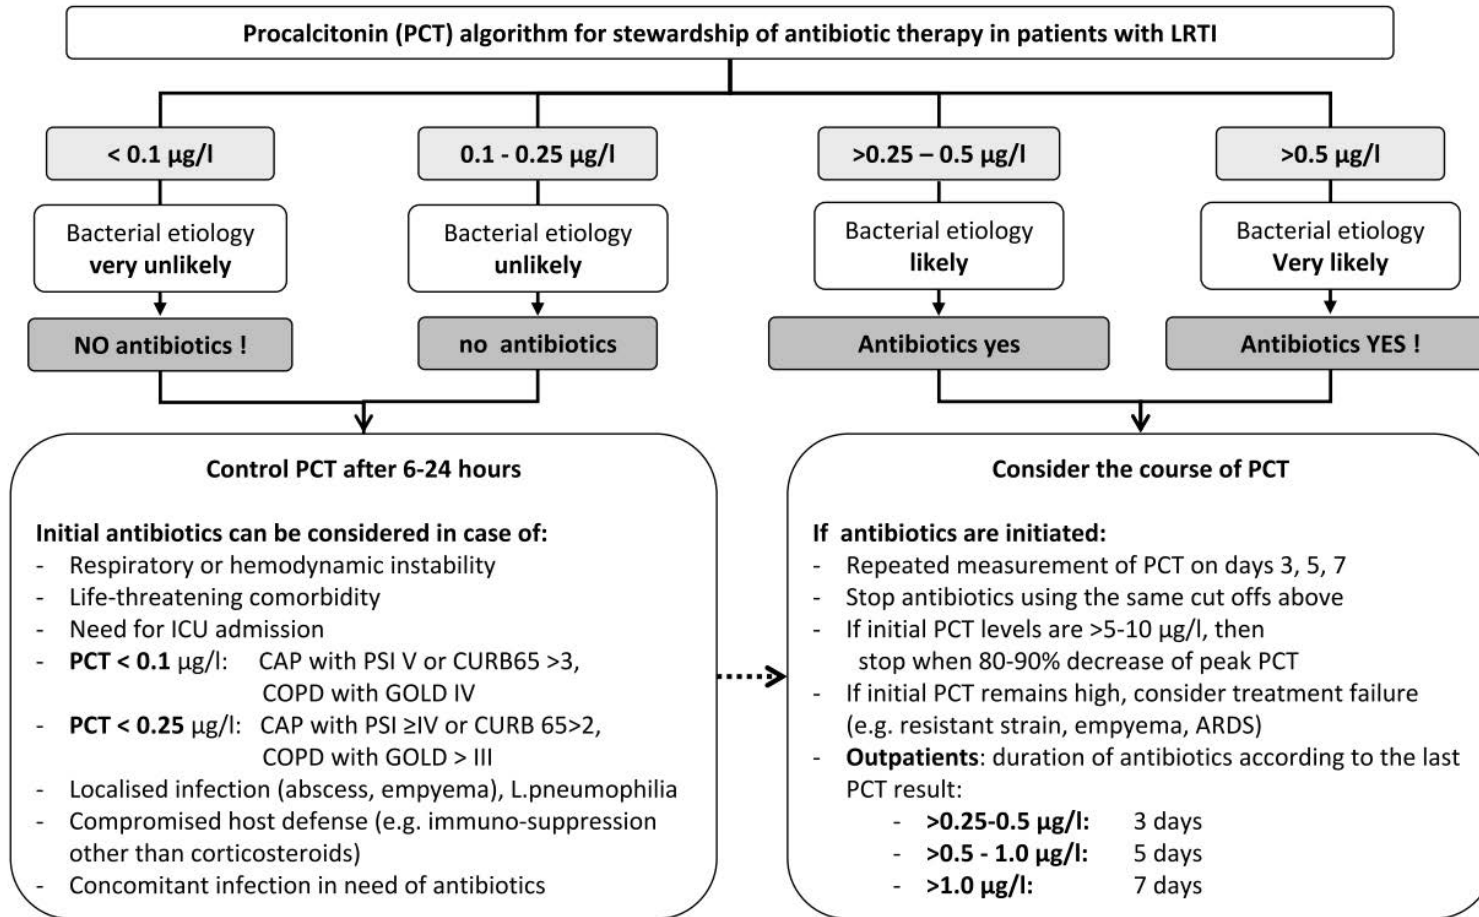 Procalcitonin (PCT) algorithm for stewardship of antibiotic therapy in patients with LRTI
< 0.1 µg/l
0.1 - 0.25 µg/l
>0.25 – 0.5 µg/l
>0.5 µg/l
Bacterial etiology
very unlikely
Bacterial etiology
unlikely
Bacterial etiology
likely
Bacterial etiology
Very likely
NO antibiotics !
no antibiotics
Antibiotics yes
Antibiotics YES !
Control PCT after 6-24 hours
Initial antibiotics can be considered in case of:
- Respiratory or hemodynamic instability
- Life-threatening comorbidity
- Need for ICU admission
- PCT < 0.1 µg/l: CAP with PSI V or CURB65 >3,
COPD with GOLD IV
- PCT < 0.25 µg/l: CAP with PSI ≥IV or CURB 65>2,
COPD with GOLD > III
- Localised infection (abscess, empyema), L.pneumophilia
- Compromised host defense (e.g. immuno-suppression
other than corticosteroids)
- Concomitant infection in need of antibiotics
Consider the course of PCT
If antibiotics are initiated:
- Repeated measurement of PCT on days 3, 5, 7
- Stop antibiotics using the same cut offs above
- If initial PCT levels are >5-10 µg/l, then
stop when 80-90% decrease of peak PCT
- If initial PCT remains high, consider treatment failure
(e.g. resistant strain, empyema, ARDS)
- Outpatients: duration of antibiotics according to the last
PCT result:
- >0.25-0.5 µg/l: 3 days
- >0.5 - 1.0 µg/l: 5 days
- >1.0 µg/l: 7 days